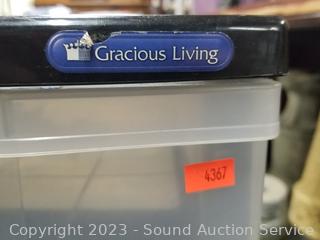 Gracious Living
4367
Copyright 2023 - Sound Auction Service